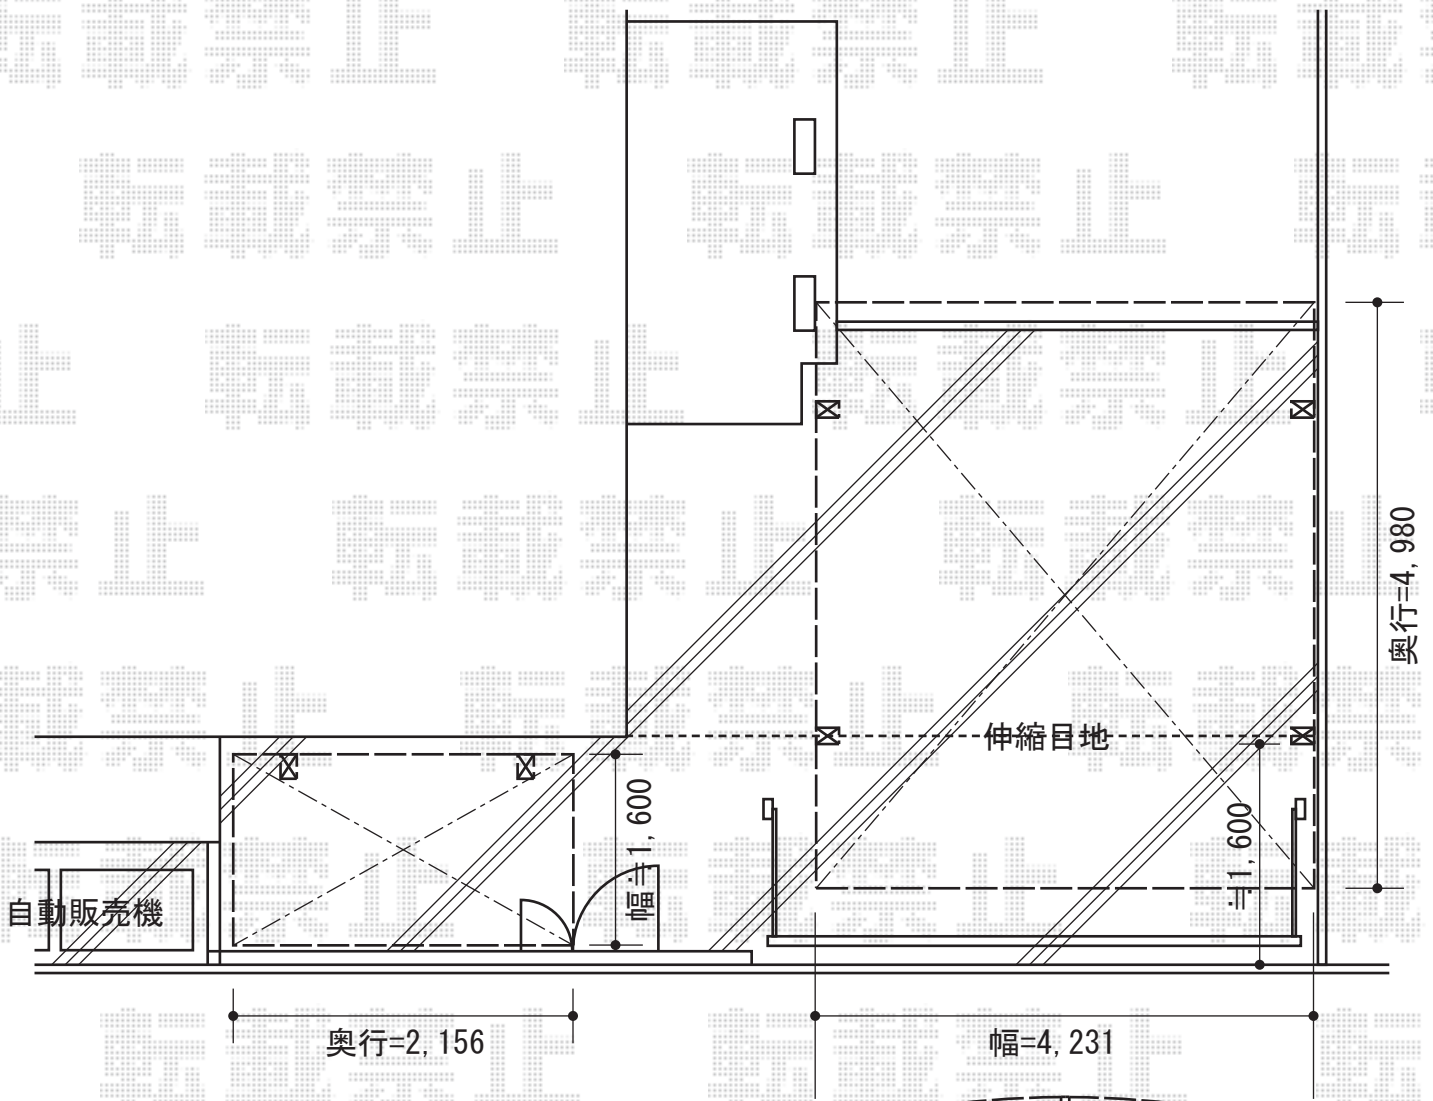 転載禁止
奥行=4,980
伸縮目地
幅≒1,600
≒1,600
自動販売機
奥行=2,156
幅=4,231